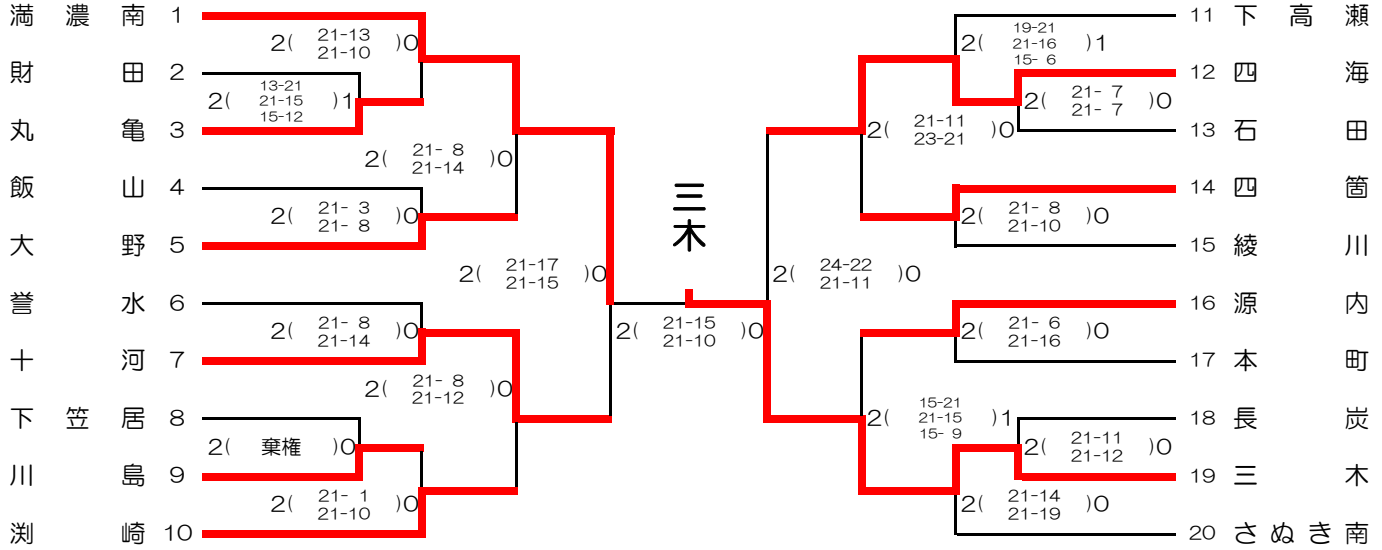 満濃南 1
2( 21-13 )0
21-10
財田 2
13-21
2( 21-15 )1
15-12
丸亀 3
2( 21- 8 )0
21-14
飯山 4
2( 21- 3 )0
21- 8
大野 5
2( 21-17 )0
21-15
誉水 6
2( 21- 8 )0
21-14
十河 7
2( 21- 8 )0
21-12
下笠居 8
2( 棄権 )0
川島 9
2( 21- 1 )0
21-10
渕崎 10
三木
2( 21-15 )0
21-10
11 下高瀬
19-21
2( 21-16 )1
15- 6
12 四海
2( 21- 7 )0
21- 7
13 石田
2( 21-11 )0
23-21
14 四箇
2( 21- 8 )0
21-10
15 綾川
2( 24-22 )0
21-11
16 源内
2( 21- 6 )0
21-16
17 本町
15-21
2( 21-15 )1
15- 9
18 長炭
2( 21-11 )0
21-12
19 三木
2( 21-14 )0
21-19
20 さぬき南